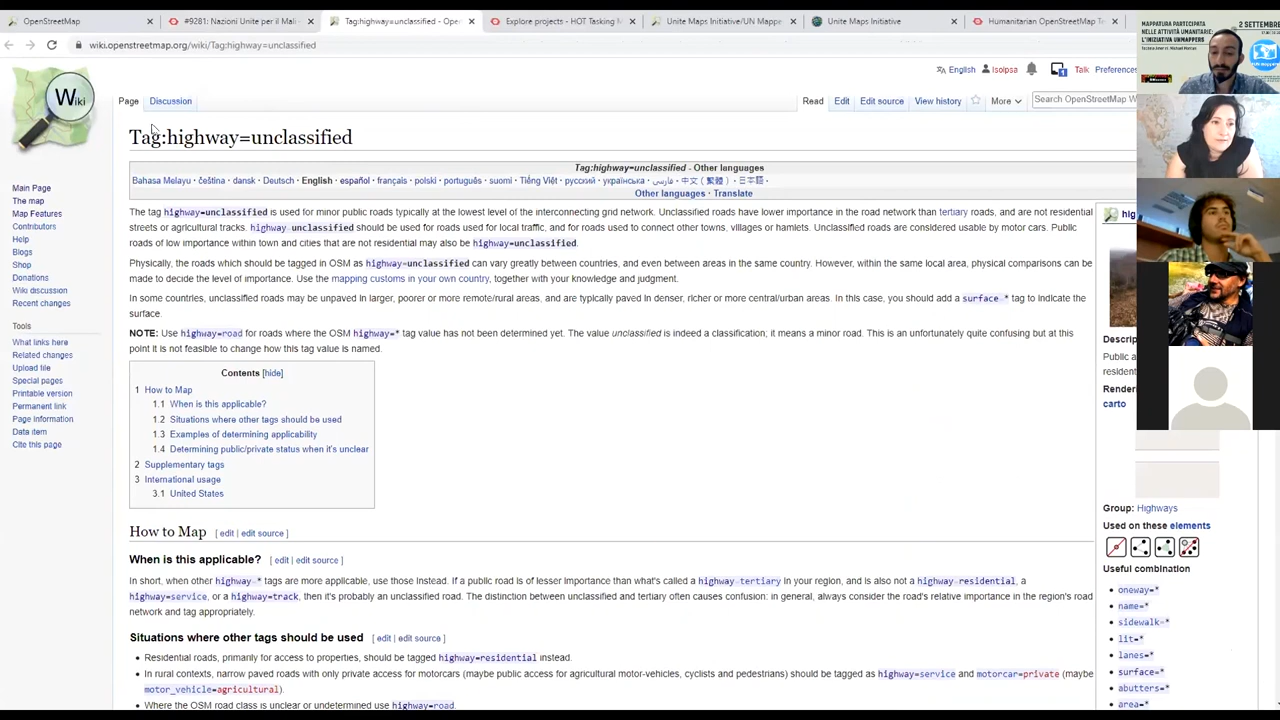 OpenStreetMap
#9281: Nazioni Unite per il Mali -
Tag:highway=unclassified - Ope
Explore projects - HOT Tasking M
Unite Maps Initiative/UN Mappe
Unite Maps Initiative
Humanitarian OpenStreetMap Te
wiki.openstreetmap.org/wiki/Tag:highway=unclassified
MAPPATURA PARTECIPATA
NELLE ATTIVITÀ UMANITARIE:
L'INIZIATIVA UNMAPPERS
2 SETTEMBRE
Wiki
English
Isolpsa
Talk
Preferences
Page
Discussion
Read
Edit
Edit source
View history
More
Search OpenStreetMap W
Tag:highway=unclassified
Tag:highway=unclassified - Other languages
Bahasa Melayu · čeština · dansk · Deutsch · English · español · français · polski · português · suomi · Tiếng Việt · русский · українська · فارسی · 中文（繁體） · 日本語 ·
Other languages · Translate
Main Page
The map
Map Features
Contributors
Help
Blogs
Shop
Donations
Wiki discussion
Recent changes
Tools
What links here
Related changes
Upload file
Special pages
Printable version
Permanent link
Page information
Data item
Cite this page
The tag highway=unclassified is used for minor public roads typically at the lowest level of the interconnecting grid network. Unclassified roads have lower importance in the road network than tertiary roads, and are not residential
streets or agricultural tracks. highway=unclassified should be used for roads used for local traffic, and for roads used to connect other towns, villages or hamlets. Unclassified roads are considered usable by motor cars. Public
roads of low importance within town and cities that are not residential may also be highway=unclassified.
Physically, the roads which should be tagged in OSM as highway=unclassified can vary greatly between countries, and even between areas in the same country. However, within the same local area, physical comparisons can be
made to decide the level of importance. Use the mapping customs in your own country, together with your knowledge and judgment.
In some countries, unclassified roads may be unpaved in larger, poorer or more remote/rural areas, and are typically paved in denser, richer or more central/urban areas. In this case, you should add a surface=* tag to indicate the
surface.
NOTE: Use highway=road for roads where the OSM highway=* tag value has not been determined yet. The value unclassified is indeed a classification; it means a minor road. This is an unfortunately quite confusing but at this
point it is not feasible to change how this tag value is named.
Contents [hide]
1 How to Map
1.1 When is this applicable?
1.2 Situations where other tags should be used
1.3 Examples of determining applicability
1.4 Determining public/private status when it's unclear
2 Supplementary tags
3 International usage
3.1 United States
How to Map [ edit | edit source ]
When is this applicable? [ edit | edit source ]
In short, when other highway=* tags are more applicable, use those instead. If a public road is of lesser importance than what's called a highway=tertiary in your region, and is also not a highway=residential, a
highway=service, or a highway=track, then it's probably an unclassified road. The distinction between unclassified and tertiary often causes confusion: in general, always consider the road's relative importance in the region's road
network and tag appropriately.
Situations where other tags should be used [ edit | edit source ]
• Residential roads, primarily for access to properties, should be tagged highway=residential instead.
• In rural contexts, narrow paved roads with only private access for motorcars (maybe public access for agricultural motor-vehicles, cyclists and pedestrians) should be tagged as highway=service and motorcar=private (maybe
motor_vehicle=agricultural).
• Where the OSM road class is unclear or undetermined use highway=road.
hig
Descrip
Public a
resident
Render
carto
Group: Highways
Used on these elements
Useful combination
• oneway=*
• name=*
• sidewalk=*
• lit=*
• lanes=*
• surface=*
• abutters=*
• area=*